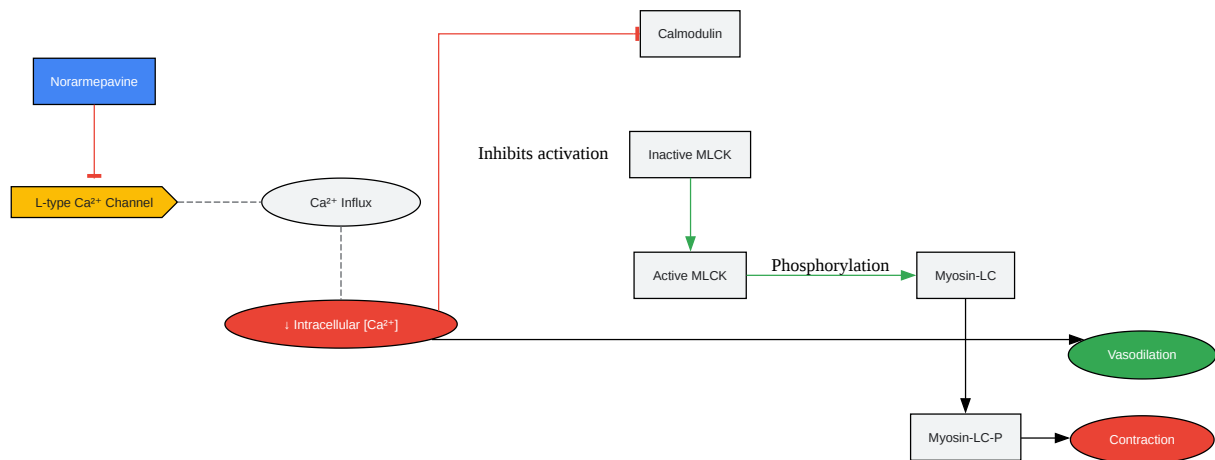 Calmodulin
Norarmepavine
Inhibits activation
Inactive MLCK
L-type Ca²⁺ Channel
Ca²⁺ Influx
Active MLCK
Phosphorylation
Myosin-LC
↓ Intracellular [Ca²⁺]
Vasodilation
Myosin-LC-P
Contraction